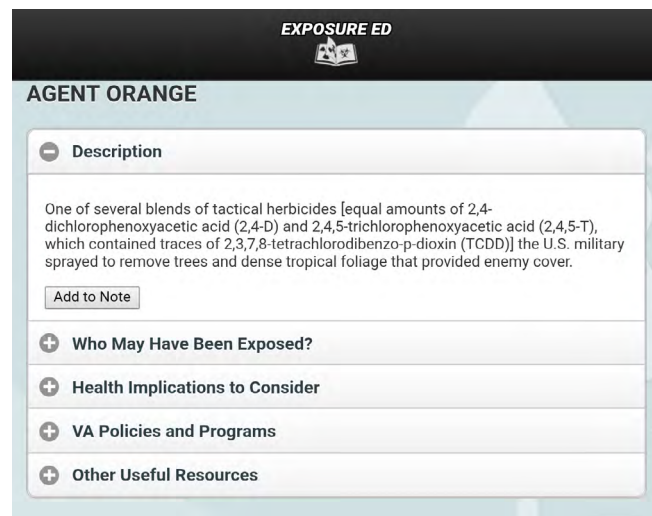 EXPOSURE ED
AGENT ORANGE
Description
One of several blends of tactical herbicides [equal amounts of 2,4-
dichlorophenoxyacetic acid (2,4-D) and 2,4,5-trichlorophenoxyacetic acid (2,4,5-T),
which contained traces of 2,3,7,8-tetrachlorodibenzo-p-dioxin (TCDD)] the U.S. military
sprayed to remove trees and dense tropical foliage that provided enemy cover.
Add to Note
Who May Have Been Exposed?
Health Implications to Consider
VA Policies and Programs
Other Useful Resources